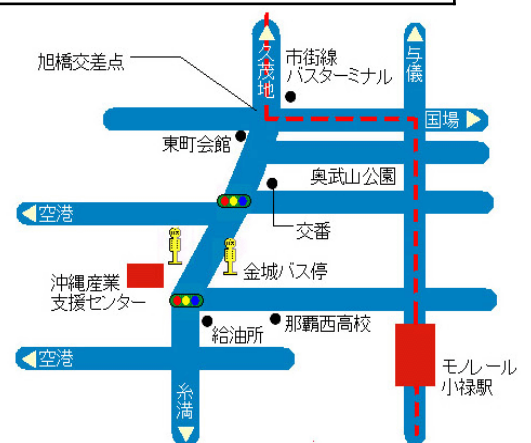 旭橋交差点
久茂地
市街線
バスターミナル
与儀
国場
東町会館
奥武山公園
空港
交番
金城バス停
沖縄産業
支援センター
給油所
那覇西高校
空港
糸満
モノレール
小禄駅